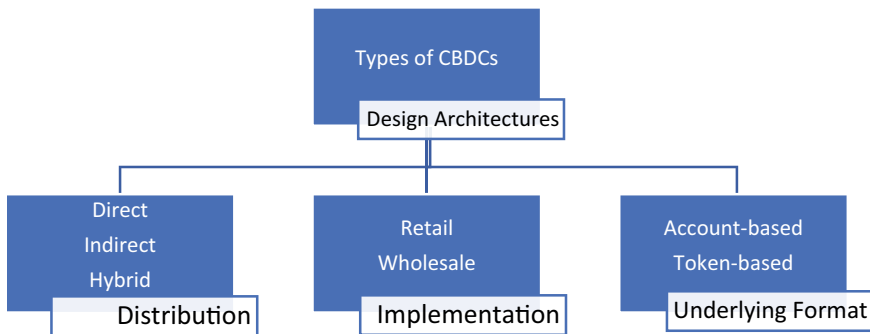 Types of CBDCs
Design Architectures
Direct
Indirect
Hybrid
Distribution
Retail
Wholesale
Implementation
Account-based
Token-based
Underlying Format